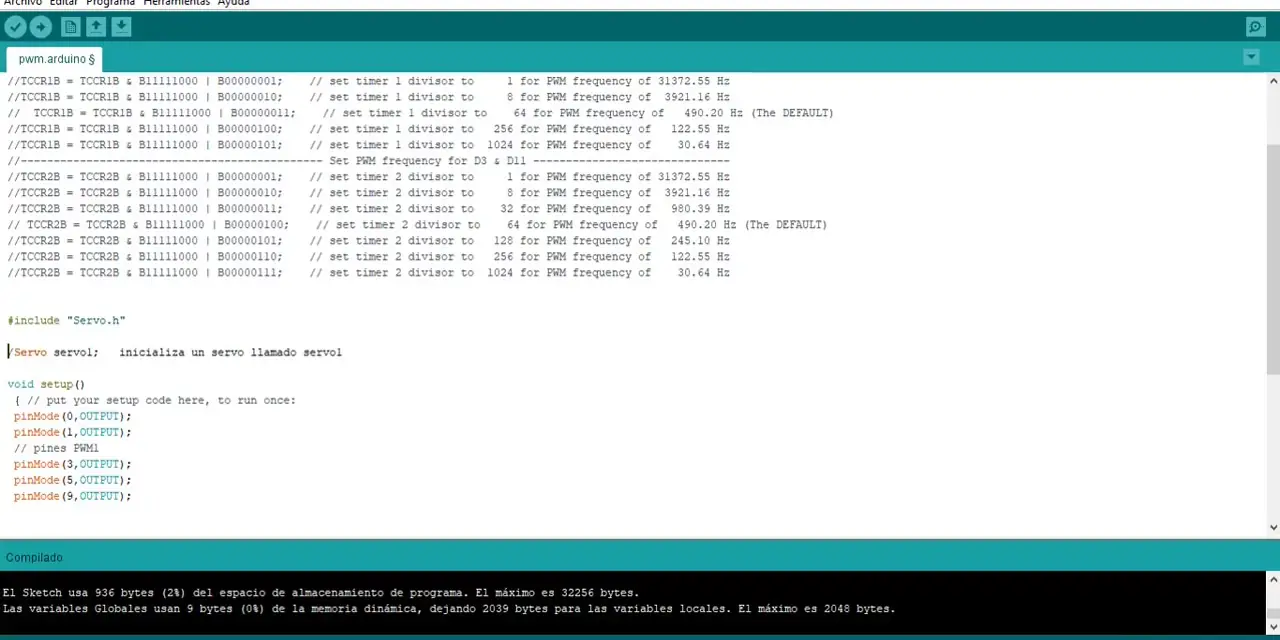 Archivo Editar Programa Herramientas Ayuda
pwm.arduino §
//TCCR1B = TCCR1B & B11111000 | B00000001;    // set timer 1 divisor to     1 for PWM frequency of 31372.55 Hz
//TCCR1B = TCCR1B & B11111000 | B00000010;    // set timer 1 divisor to     8 for PWM frequency of  3921.16 Hz
//  TCCR1B = TCCR1B & B11111000 | B00000011;    // set timer 1 divisor to    64 for PWM frequency of   490.20 Hz (The DEFAULT)
//TCCR1B = TCCR1B & B11111000 | B00000100;    // set timer 1 divisor to   256 for PWM frequency of   122.55 Hz
//TCCR1B = TCCR1B & B11111000 | B00000101;    // set timer 1 divisor to  1024 for PWM frequency of    30.64 Hz
//---------------------------------------------- Set PWM frequency for D3 & D11 ------------------------------
//TCCR2B = TCCR2B & B11111000 | B00000001;    // set timer 2 divisor to     1 for PWM frequency of 31372.55 Hz
//TCCR2B = TCCR2B & B11111000 | B00000010;    // set timer 2 divisor to     8 for PWM frequency of  3921.16 Hz
//TCCR2B = TCCR2B & B11111000 | B00000011;    // set timer 2 divisor to    32 for PWM frequency of   980.39 Hz
// TCCR2B = TCCR2B & B11111000 | B00000100;    // set timer 2 divisor to    64 for PWM frequency of   490.20 Hz (The DEFAULT)
//TCCR2B = TCCR2B & B11111000 | B00000101;    // set timer 2 divisor to   128 for PWM frequency of   245.10 Hz
//TCCR2B = TCCR2B & B11111000 | B00000110;    // set timer 2 divisor to   256 for PWM frequency of   122.55 Hz
//TCCR2B = TCCR2B & B11111000 | B00000111;    // set timer 2 divisor to  1024 for PWM frequency of    30.64 Hz
#include "Servo.h"
/Servo servo1;   inicializa un servo llamado servo1
void setup()
{ // put your setup code here, to run once:
pinMode(0,OUTPUT);
pinMode(1,OUTPUT);
// pines PWM1
pinMode(3,OUTPUT);
pinMode(5,OUTPUT);
pinMode(9,OUTPUT);
Compilado
El Sketch usa 936 bytes (2%) del espacio de almacenamiento de programa. El máximo es 32256 bytes.
Las variables Globales usan 9 bytes (0%) de la memoria dinámica, dejando 2039 bytes para las variables locales. El máximo es 2048 bytes.